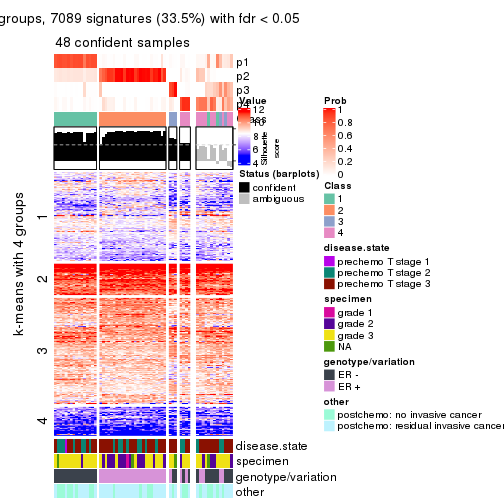 groups, 7089 signatures (33.5%) with fdr < 0.05
48 confident samples
p1
p2
p3
p4
Value
12
10
8
6
4
Silhouette
score
Status (barplots)
confident
ambiguous
Prob
1
0.8
0.6
0.4
0.2
0
Class
1
2
3
4
disease.state
prechemo T stage 1
prechemo T stage 2
prechemo T stage 3
specimen
grade 1
grade 2
grade 3
NA
genotype/variation
ER -
ER +
other
postchemo: no invasive cancer
postchemo: residual invasive cancer
k-means with 4 groups
1
2
3
4
disease.state
specimen
genotype/variation
other